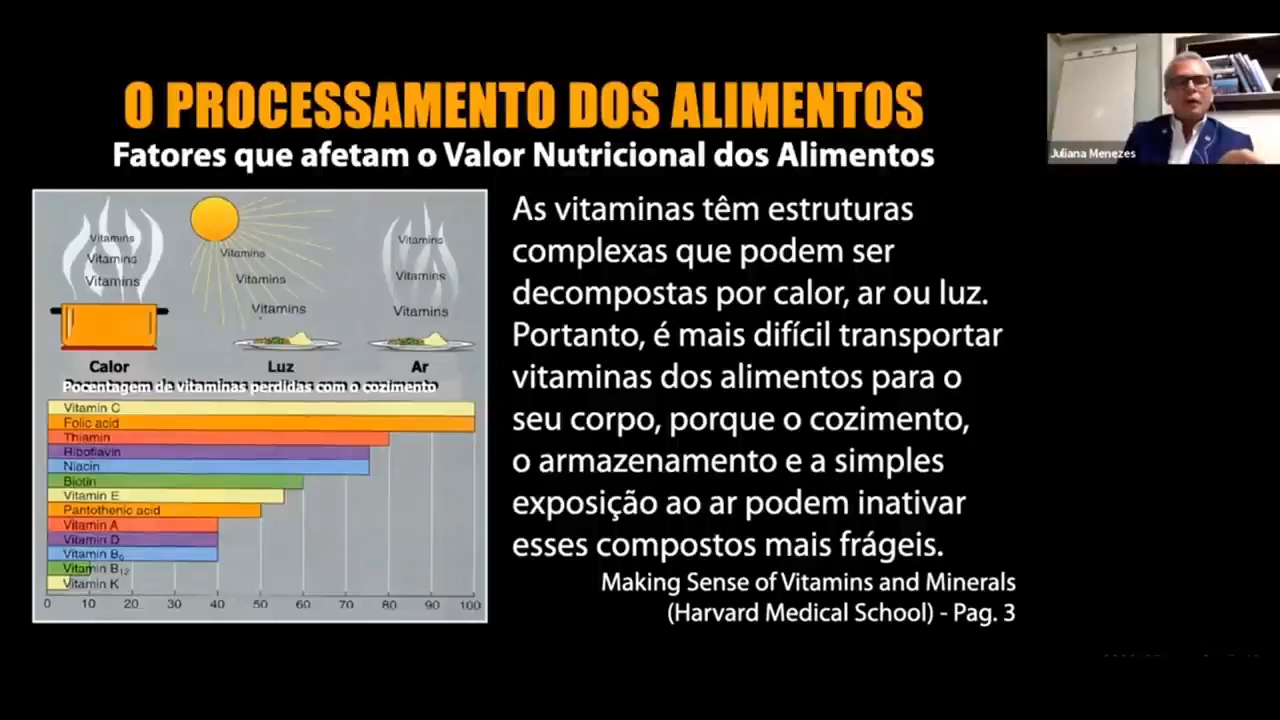 O PROCESSAMENTO DOS ALIMENTOS
Fatores que afetam o Valor Nutricional dos Alimentos
Juliana Menezes
Vitamins
Vitamins
Vitamins
Calor
Vitamins
Vitamins
Vitamins
Luz
Vitamins
Vitamins
Vitamins
Ar
Pocentagem de vitaminas perdidas com o cozimento
Vitamin C
Folic acid
Thiamin
Riboflavin
Niacin
Biotin
Vitamin E
Pantothenic acid
Vitamin A
Vitamin D
Vitamin B₆
Vitamin B₁₂
Vitamin K
0 10 20 30 40 50 60 70 80 90 100
As vitaminas têm estruturas
complexas que podem ser
decompostas por calor, ar ou luz.
Portanto, é mais difícil transportar
vitaminas dos alimentos para o
seu corpo, porque o cozimento,
o armazenamento e a simples
exposição ao ar podem inativar
esses compostos mais frágeis.
Making Sense of Vitamins and Minerals
(Harvard Medical School) - Pag. 3